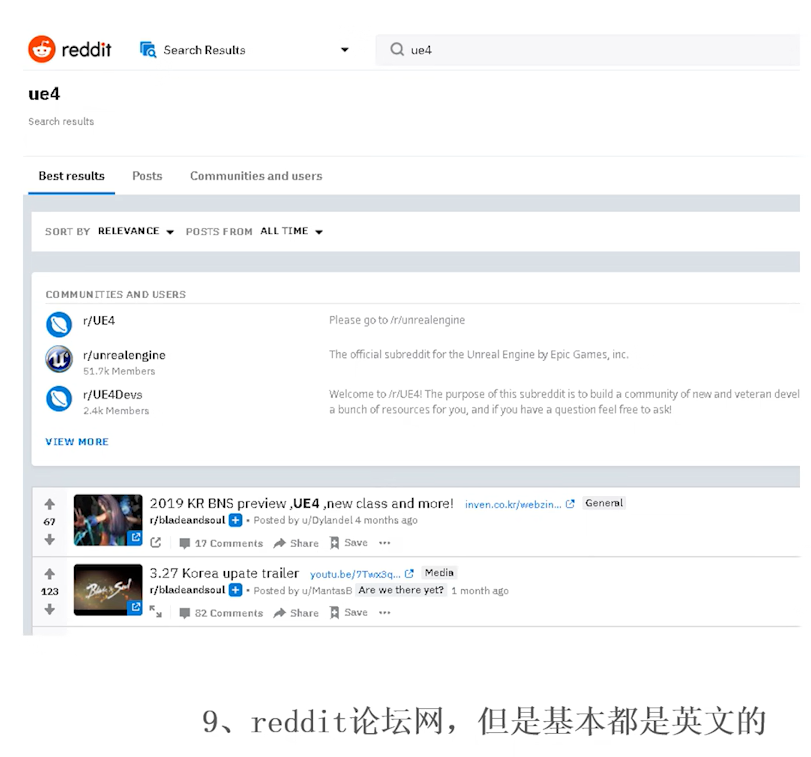 reddit Search Results ue4
ue4
Search results
Best results Posts Communities and users
SORT BY RELEVANCE POSTS FROM ALL TIME
COMMUNITIES AND USERS
r/UE4 Please go to /r/unrealengine
r/unrealengine The official subreddit for the Unreal Engine by Epic Games, inc.
51.7k Members
r/UE4Devs Welcome to /r/UE4! The purpose of this subreddit is to build a community of new and veteran devel
2.4k Members a bunch of resources for you, and if you have a question feel free to ask!
VIEW MORE
2019 KR BNS preview ,UE4 ,new class and more! inven.co.kr/webzin... General
67 r/bladeandsoul • Posted by u/Dylandel 4 months ago
17 Comments Share Save ...
3.27 Korea upate trailer youtu.be/7Twx3q... Media
123 r/bladeandsoul • Posted by u/MantasB Are we there yet? 1 month ago
Blade & Soul
82 Comments Share Save ...
9、reddit论坛网，但是基本都是英文的